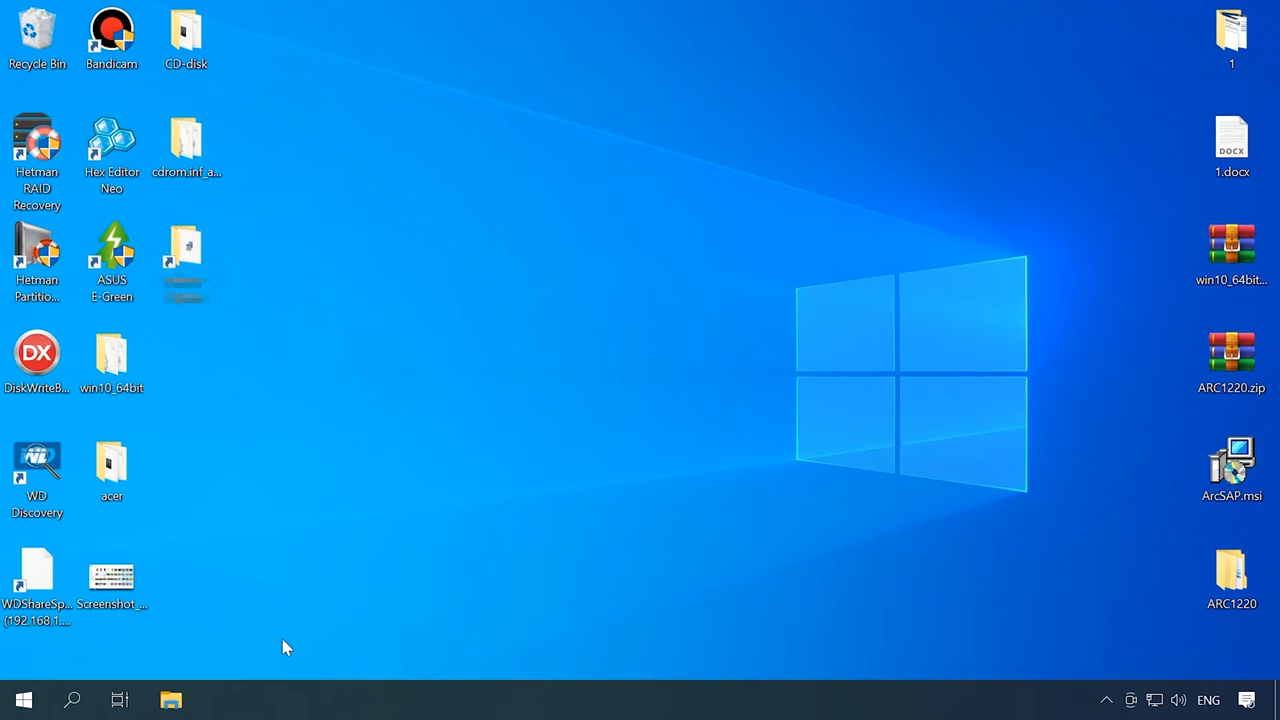 Recycle Bin
Bandicam
CD-disk
1
Hetman
RAID
Recovery
Hex Editor
Neo
cdrom.inf_a...
DOCX
1.docx
Hetman
Partitio...
ASUS
E-Green
win10_64bit...
DX
DiskWriteB...
win10_64bit
ARC1220.zip
WD
WD
Discovery
acer
ArcSAP.msi
WDShareSp...
(192.168.1....
Screenshot_...
ARC1220
ENG